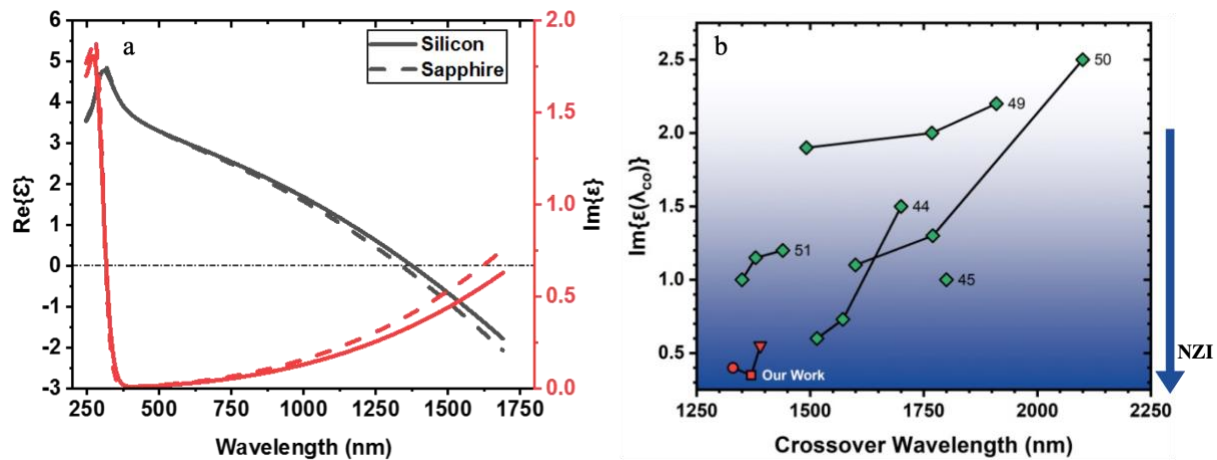 a
Silicon
Sapphire
Re{Ɛ}
6
5
4
3
2
1
0
-1
-2
-3
2.0
1.5
1.0
0.5
0.0
Im{ε}
250 500 750 1000 1250 1500 1750
Wavelength (nm)
b
Im{ε(λco)}
2.5
2.0
1.5
1.0
0.5
50
49
44
51
45
Our Work
NZI
1250 1500 1750 2000 2250
Crossover Wavelength (nm)